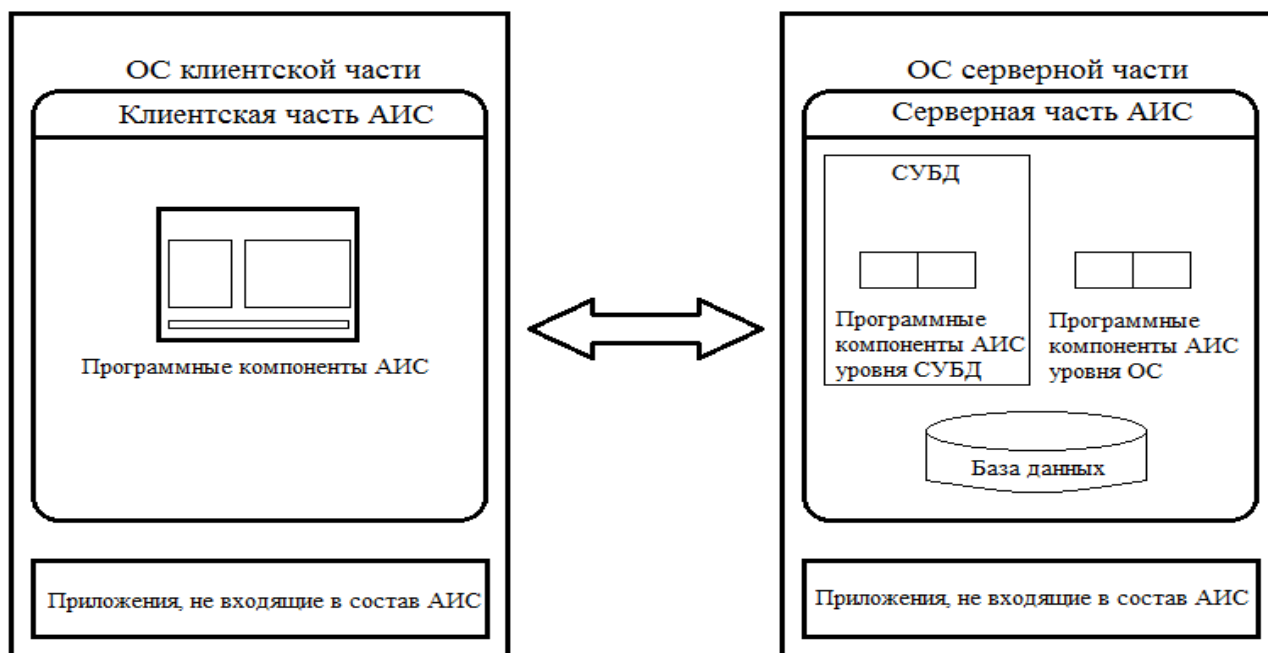 ОС клиентской части
Клиентская часть АИС
Программные компоненты АИС
Приложения, не входящие в состав АИС
ОС серверной части
Серверная часть АИС
СУБД
Программные
компоненты АИС
уровня СУБД
Программные
компоненты АИС
уровня ОС
База данных
Приложения, не входящие в состав АИС